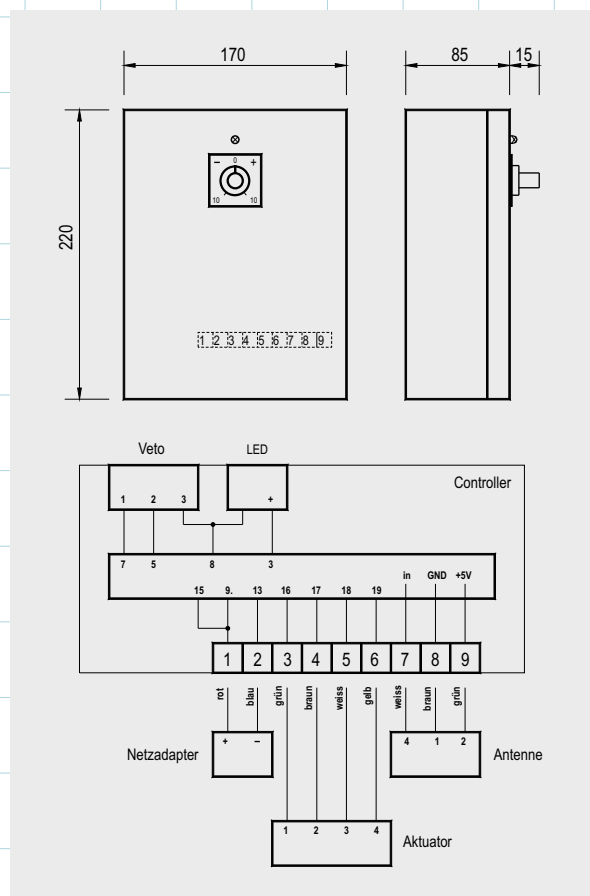 170 85 15
220
− 0 +
10 10
1 2 3 4 5 6 7 8 9
Veto LED
Controller
1 2 3 +
7 5 8 3
in GND +5V
15 9. 13 16 17 18 19
1 2 3 4 5 6 7 8 9
rot blau grün braun weiss gelb weiss braun grün
Netzadapter + − 4 1 2 Antenne
1 2 3 4 Aktuator